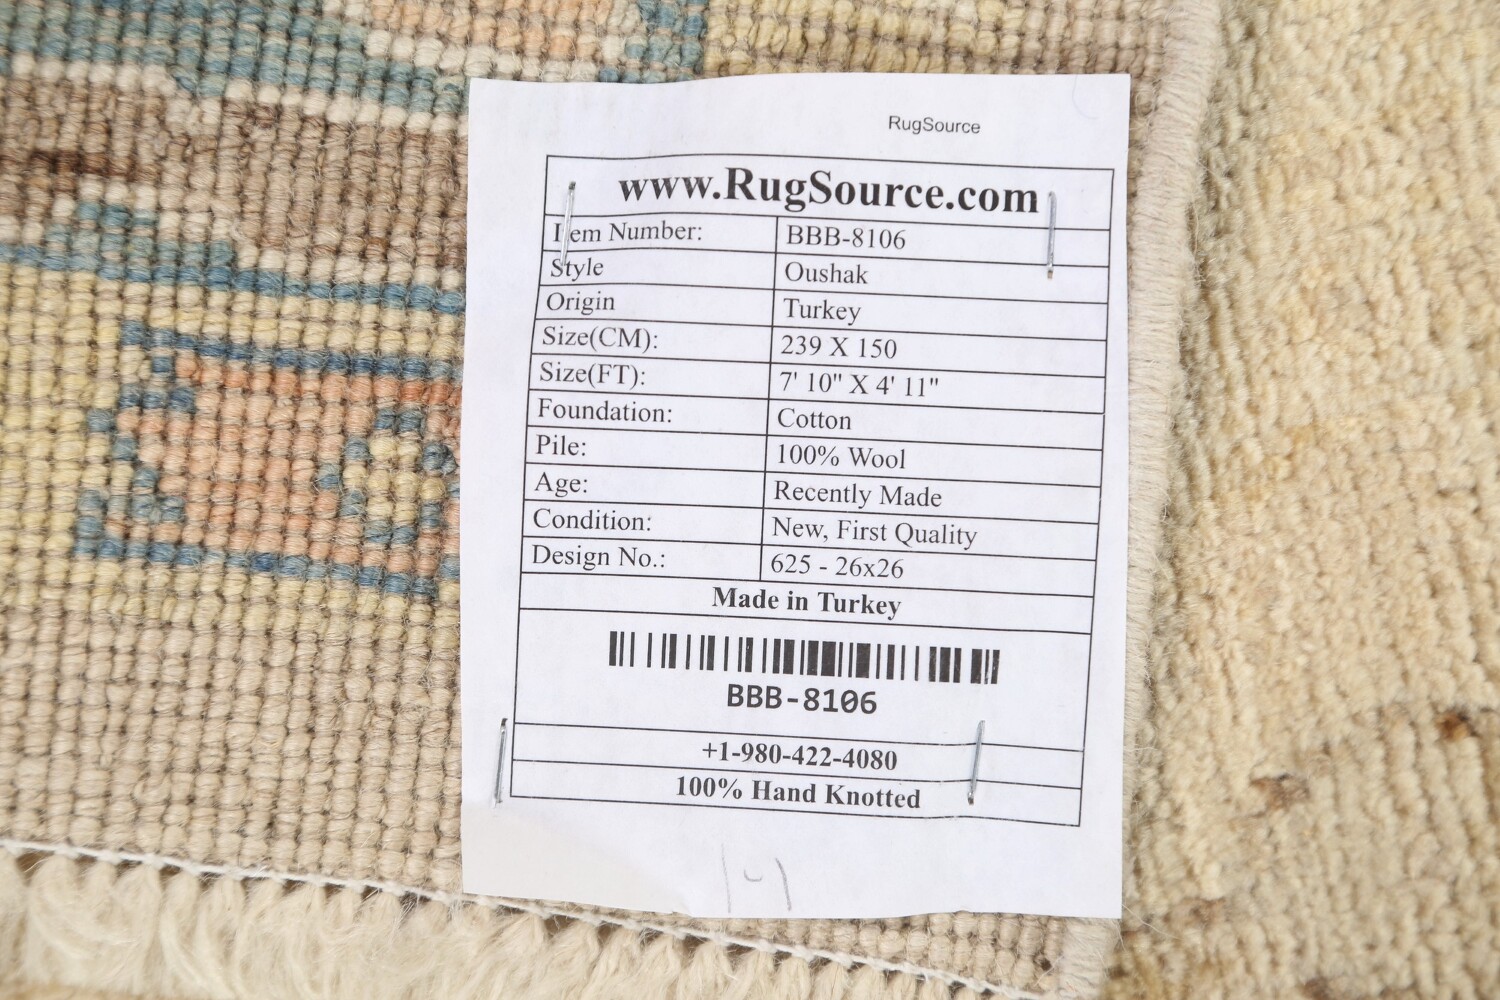 RugSource
www.RugSource.com
Item Number: BBB-8106
Style Oushak
Origin Turkey
Size(CM): 239 X 150
Size(FT): 7' 10" X 4' 11"
Foundation: Cotton
Pile: 100% Wool
Age: Recently Made
Condition: New, First Quality
Design No.: 625 - 26x26
Made in Turkey
BBB-8106
+1-980-422-4080
100% Hand Knotted